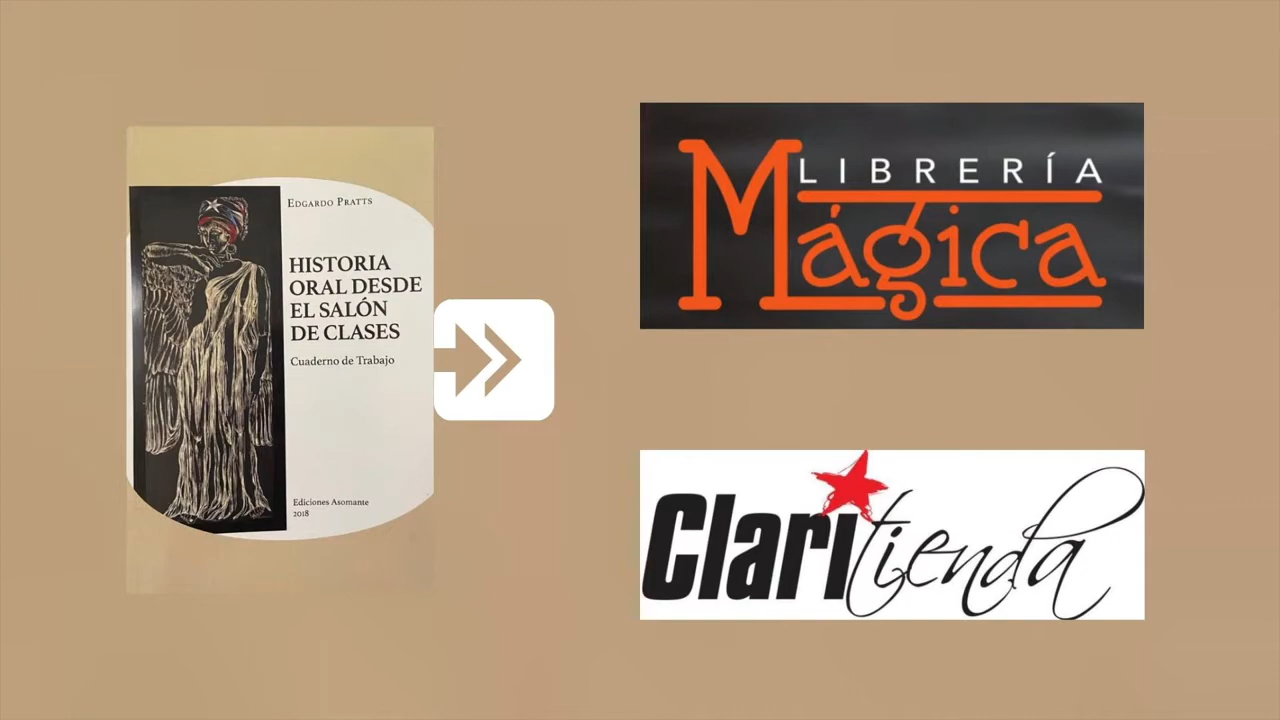 EDGARDO PRATTS
HISTORIA
ORAL DESDE
EL SALÓN
DE CLASES
Cuaderno de Trabajo
Ediciones Asomante
2018
LIBRERÍA
Mágica
Claritienda